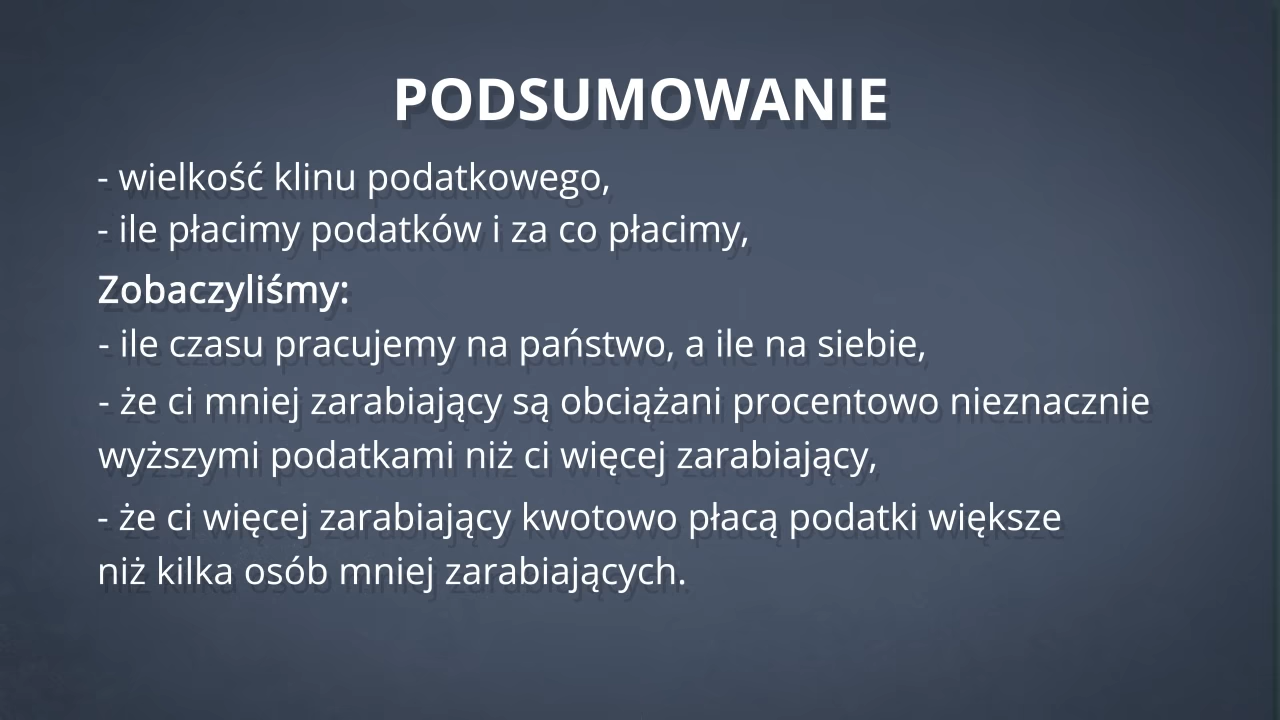 PODSUMOWANIE
- wielkość klinu podatkowego,
- ile płacimy podatków i za co płacimy,
Zobaczyliśmy:
- ile czasu pracujemy na państwo, a ile na siebie,
- że ci mniej zarabiający są obciążani procentowo nieznacznie
wyższymi podatkami niż ci więcej zarabiający,
- że ci więcej zarabiający kwotowo płacą podatki większe
niż kilka osób mniej zarabiających.